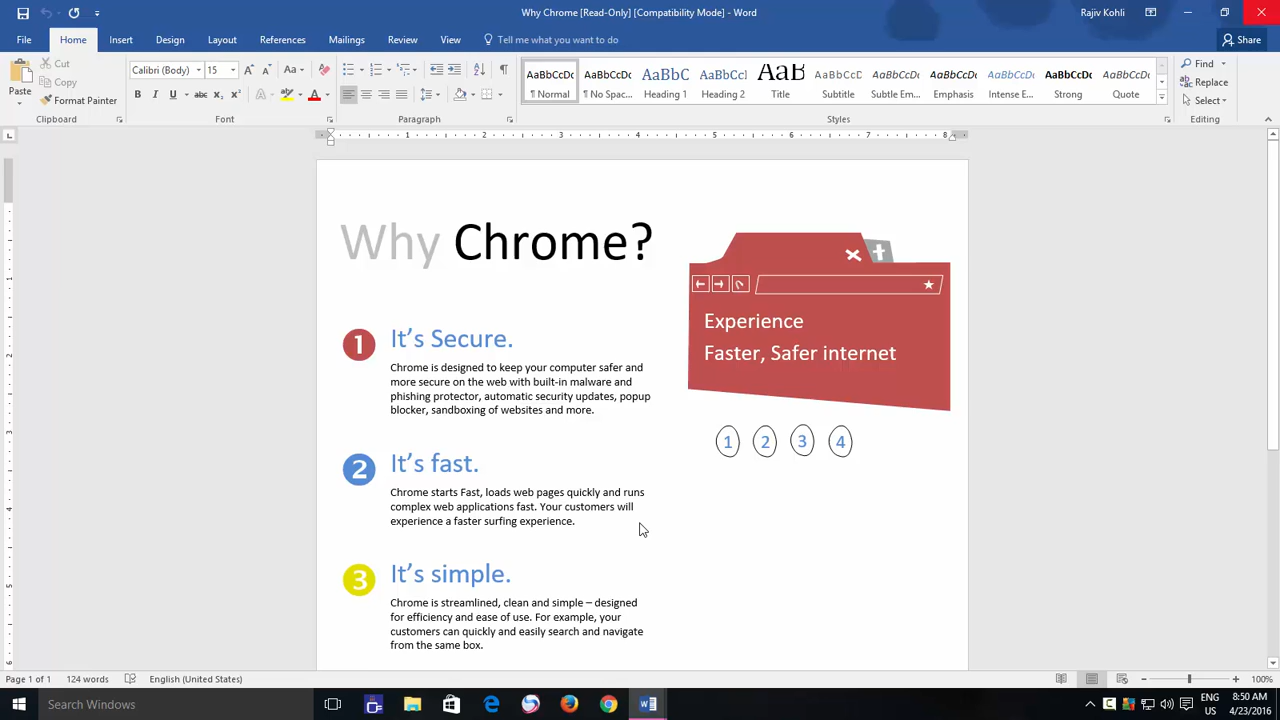 Why Chrome [Read-Only] [Compatibility Mode] - Word
Rajiv Kohli
File Home Insert Design Layout References Mailings Review View Tell me what you want to do
Share
Paste
Cut
Copy
Format Painter
Clipboard
Calibri (Body) 15
Font
Paragraph
AaBbCcDc AaBbCcDc AaBbC AaBbCcl AaB AaBbCcD AaBbCcDc AaBbCcDc AaBbCcDc AaBbCcDc AaBbCcDc
¶ Normal ¶ No Spac... Heading 1 Heading 2 Title Subtitle Subtle Em... Emphasis Intense E... Strong Quote
Styles
Find
Replace
Select
Editing
1 2 3 4 5 6 7 8
Why Chrome?
1 It's Secure.
Chrome is designed to keep your computer safer and
more secure on the web with built-in malware and
phishing protector, automatic security updates, popup
blocker, sandboxing of websites and more.
2 It's fast.
Chrome starts Fast, loads web pages quickly and runs
complex web applications fast. Your customers will
experience a faster surfing experience.
3 It's simple.
Chrome is streamlined, clean and simple – designed
for efficiency and ease of use. For example, your
customers can quickly and easily search and navigate
from the same box.
Experience
Faster, Safer internet
1 2 3 4
Page 1 of 1 124 words English (United States)
100%
Search Windows
ENG
US
8:50 AM
4/23/2016